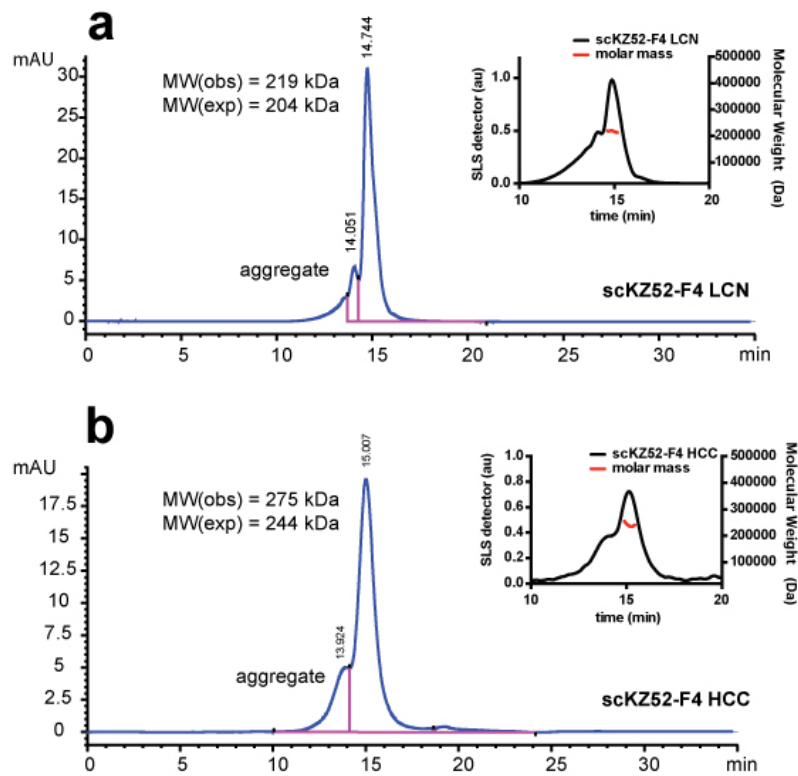 a
mAU
30
25
20
15
10
5
0
MW(obs) = 219 kDa
MW(exp) = 204 kDa
14.744
14.051
aggregate
scKZ52-F4 LCN
0 5 10 15 20 25 30 min
scKZ52-F4 LCN
molar mass
SLS detector (au)
1.0
0.5
0.0
500000
400000
300000
200000
100000
Molecular Weight (Da)
10 15 20
time (min)
b
mAU
17.5
15
12.5
10
7.5
5
2.5
0
MW(obs) = 275 kDa
MW(exp) = 244 kDa
15.007
13.924
aggregate
scKZ52-F4 HCC
0 5 10 15 20 25 30 min
scKZ52-F4 HCC
molar mass
SLS detector (au)
1.0
0.8
0.6
0.4
0.2
0.0
500000
400000
300000
200000
100000
Molecular Weight (Da)
10 15 20
time (min)